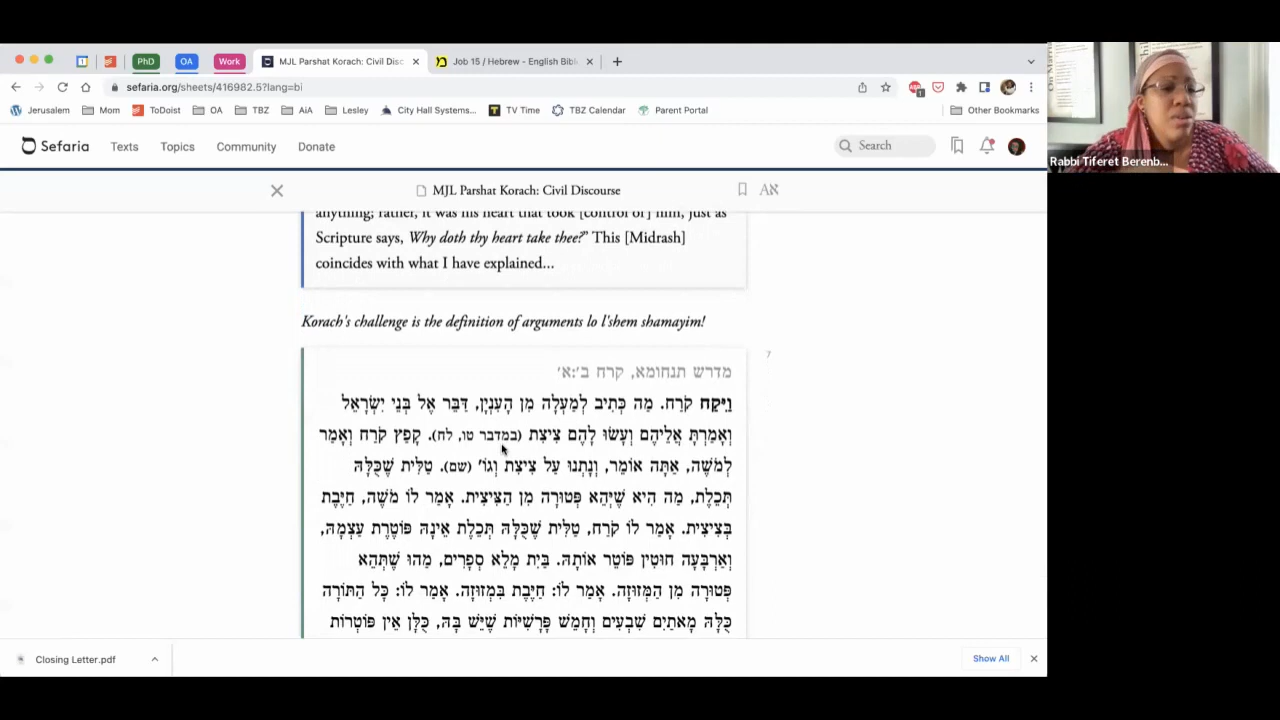 PhD
OA
Work
MJL Parshat Korach: Civil Disc
Job 15 | Hebrew - English Bibl
sefaria.org/sheets/416982.5?lang=bi
Jerusalem
Mom
ToDoist
OA
TBZ
AiA
City Hall Systems...
Time
TBZ Calendar
Parent Portal
Other Bookmarks
Sefaria
Texts
Topics
Community
Donate
Search
MJL Parshat Korach: Civil Discourse
אA
anything; rather, it was his heart that took [control of] him, just as
Scripture says, Why doth thy heart take thee?” This [Midrash]
coincides with what I have explained...
Korach's challenge is the definition of arguments lo l'shem shamayim!
7
מדרש תנחומא, קרח ב׳:א׳
וַיִּקַּח קֹרַח. מַה כְּתִיב לְמַעְלָה מִן הָעִנְיָן, דַּבֵּר אֶל בְּנֵי יִשְׂרָאֵל
וְאָמַרְתָּ אֲלֵיהֶם וְעָשׂוּ לָהֶם צִיצִת (במדבר טו, לח). קָפַץ קֹרַח וְאָמַר
לְמֹשֶׁה, אַתָּה אוֹמֵר, וְנָתְנוּ עַל צִיצִת וְגוֹ׳ (שם). טַלִּית שֶׁכֻּלָּהּ
תְּכֵלֶת, מַה הִיא שֶׁיְּהֵא פְּטוּרָה מִן הַצִּיצִית. אָמַר לוֹ מֹשֶׁה, חַיֶּבֶת
בְּצִיצִית. אָמַר לוֹ קֹרַח, טַלִּית שֶׁכֻּלָּהּ תְּכֵלֶת אֵינָהּ פּוֹטֶרֶת עַצְמָהּ,
וְאַרְבָּעָה חוּטִין פּוֹטֵר אוֹתָהּ. בַּיִת מָלֵא סְפָרִים, מַהוּ שֶׁתְּהֵא
פְּטוּרָה מִן הַמְּזוּזָה. אָמַר לוֹ: חַיֶּבֶת בִּמְזוּזָה. אָמַר לוֹ: כָּל הַתּוֹרָה
כֻּלָּהּ מָאתַיִם שִׁבְעִים וְחָמֵשׁ פָּרָשִׁיּוֹת שֶׁיֵּשׁ בָּהּ, כֻּלָּן אֵין פּוֹטְרוֹת
Closing Letter.pdf
Show All
Rabbi Tiferet Berenb...